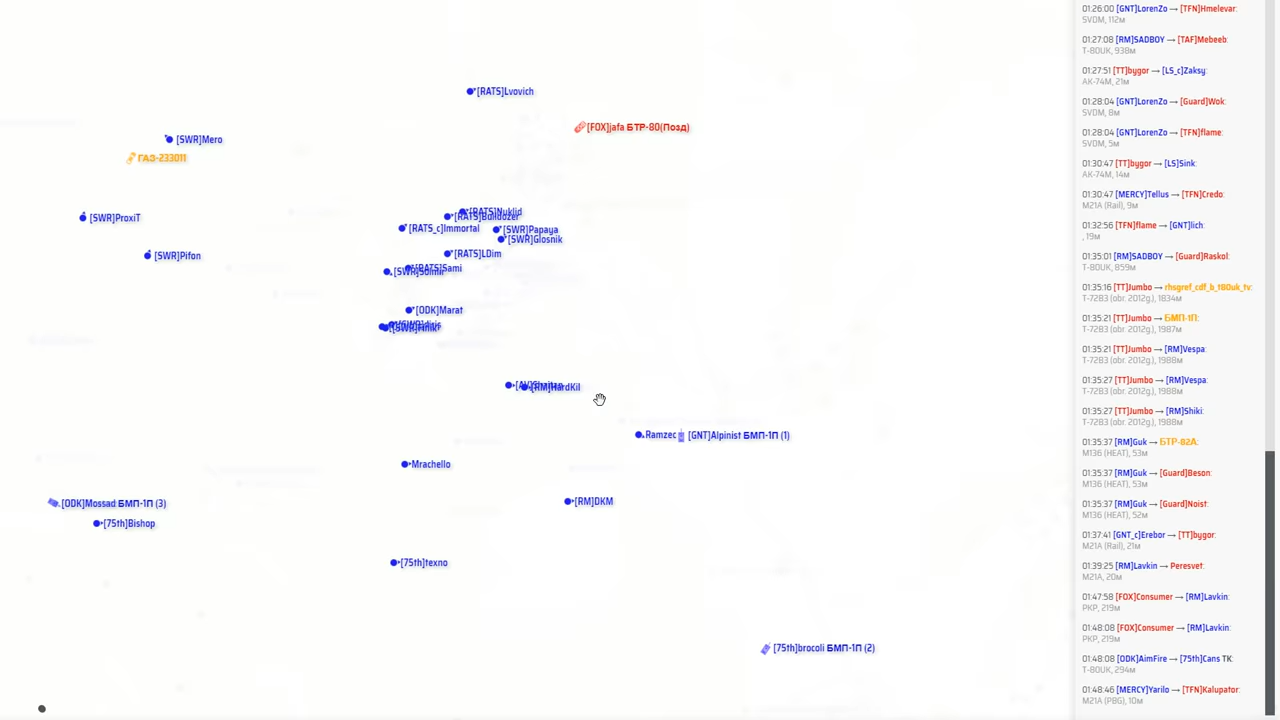 [RATS]Lvovich
[FOX]jafa БТР-80(Позд)
[SWR]Mero
ГАЗ-233011
[SWR]ProxiT
[RATS]Nuklid
[RATS]Buldozer
[RATS_c]Immortal
[SWR]Papaya
[SWR]Glosnik
[SWR]Pifon
[RATS]LDim
[RATS]Sami
[ODK]Marat
[RM]HardKil
Ramzec
[GNT]Alpinist БМП-1П (1)
Mrachello
[RM]DKM
[ODK]Mossad БМП-1П (3)
[75th]Bishop
[75th]texno
[75th]brocoli БМП-1П (2)
01:26:00 [GNT]LorenZo → [TFN]Hmelevar:
SVDM, 112м
01:27:08 [RM]SADBOY → [TAF]Mebeeb:
T-80UK, 938м
01:27:51 [TT]bygor → [LS_c]Zaksy:
AK-74M, 21м
01:28:04 [GNT]LorenZo → [Guard]Wok:
SVDM, 8м
01:28:04 [GNT]LorenZo → [TFN]flame:
SVDM, 5м
01:30:47 [TT]bygor → [LS]Sink:
AK-74M, 14м
01:30:47 [MERCY]Tellus → [TFN]Credo:
M21A (Rail), 9м
01:32:56 [TFN]flame → [GNT]lich:
, 19м
01:35:01 [RM]SADBOY → [Guard]Raskol:
T-80UK, 859м
01:35:16 [TT]Jumbo → rhsgref_cdf_b_t80uk_tv:
T-72B3 (obr. 2012g.), 1834м
01:35:21 [TT]Jumbo → БМП-1П:
T-72B3 (obr. 2012g.), 1987м
01:35:21 [TT]Jumbo → [RM]Vespa:
T-72B3 (obr. 2012g.), 1988м
01:35:27 [TT]Jumbo → [RM]Vespa:
T-72B3 (obr. 2012g.), 1988м
01:35:27 [TT]Jumbo → [RM]Shiki:
T-72B3 (obr. 2012g.), 1988м
01:35:37 [RM]Guk → БТР-82А:
M136 (HEAT), 53м
01:35:37 [RM]Guk → [Guard]Beson:
M136 (HEAT), 53м
01:35:37 [RM]Guk → [Guard]Noist:
M136 (HEAT), 52м
01:37:41 [GNT_c]Erebor → [TT]bygor:
M21A (Rail), 21м
01:39:25 [RM]Lavkin → Peresvet:
M21A, 20м
01:47:58 [FOX]Consumer → [RM]Lavkin:
PKP, 219м
01:48:08 [FOX]Consumer → [RM]Lavkin:
PKP, 219м
01:48:08 [ODK]AimFire → [75th]Cans ТК:
T-80UK, 294м
01:48:46 [MERCY]Yarilo → [TFN]Kalupator:
M21A (PBG), 10м